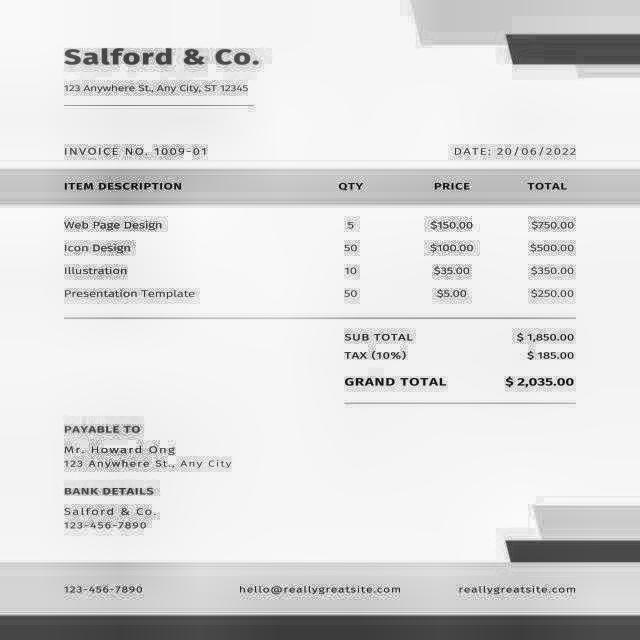 Salford & Co.
123 Anywhere St., Any City, ST 12345
INVOICE NO. 1009-01 DATE: 20/06/2022
ITEM DESCRIPTION QTY PRICE TOTAL
Web Page Design 5 $150.00 $750.00
Icon Design 50 $100.00 $500.00
Illustration 10 $35.00 $350.00
Presentation Template 50 $5.00 $250.00
SUB TOTAL $ 1,850.00
TAX (10%) $ 185.00
GRAND TOTAL $ 2,035.00
PAYABLE TO
Mr. Howard Ong
123 Anywhere St., Any City
BANK DETAILS
Salford & Co.
123-456-7890
123-456-7890 hello@reallygreatsite.com reallygreatsite.com